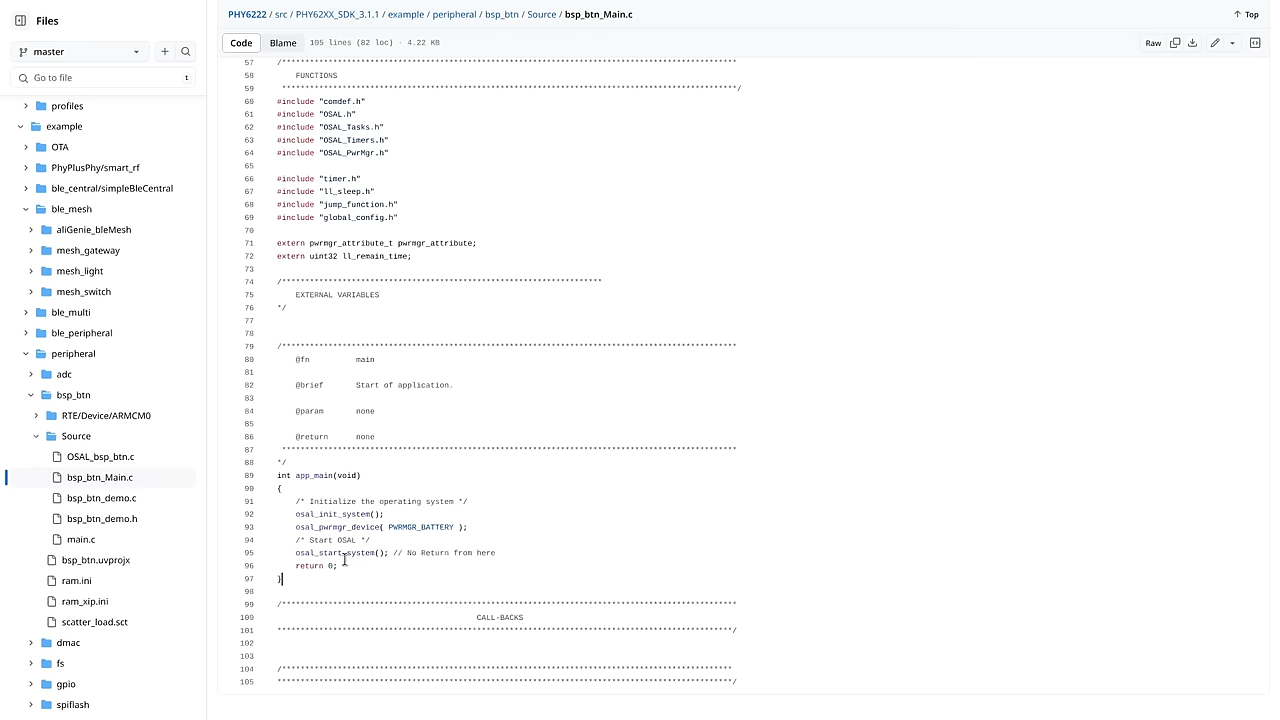 Files
master
Go to file
t
profiles
example
OTA
PhyPlusPhy/smart_rf
ble_central/simpleBleCentral
ble_mesh
aliGenie_bleMesh
mesh_gateway
mesh_light
mesh_switch
ble_multi
ble_peripheral
peripheral
adc
bsp_btn
RTE/Device/ARMCM0
Source
OSAL_bsp_btn.c
bsp_btn_Main.c
bsp_btn_demo.c
bsp_btn_demo.h
main.c
bsp_btn.uvprojx
ram.ini
ram_xip.ini
scatter_load.sct
dmac
fs
gpio
spiflash
PHY6222 / src / PHY62XX_SDK_3.1.1 / example / peripheral / bsp_btn / Source / bsp_btn_Main.c
Top
Code Blame 105 lines (82 loc) · 4.22 KB Raw
57 /**************************************************************************************************
58 FUNCTIONS
59 **************************************************************************************************/
60 #include "comdef.h"
61 #include "OSAL.h"
62 #include "OSAL_Tasks.h"
63 #include "OSAL_Timers.h"
64 #include "OSAL_PwrMgr.h"
65
66 #include "timer.h"
67 #include "ll_sleep.h"
68 #include "jump_function.h"
69 #include "global_config.h"
70
71 extern pwrmgr_attribute_t pwrmgr_attribute;
72 extern uint32 ll_remain_time;
73
74 /*********************************************************************
75 EXTERNAL VARIABLES
76 */
77
78
79 /**************************************************************************************************
80 @fn main
81
82 @brief Start of application.
83
84 @param none
85
86 @return none
87 **************************************************************************************************
88 */
89 int app_main(void)
90 {
91 /* Initialize the operating system */
92 osal_init_system();
93 osal_pwrmgr_device( PWRMGR_BATTERY );
94 /* Start OSAL */
95 osal_start_system(); // No Return from here
96 return 0;
97 }
98
99 /**************************************************************************************************
100 CALL-BACKS
101 **************************************************************************************************/
102
103
104 /*************************************************************************************************
105 **************************************************************************************************/